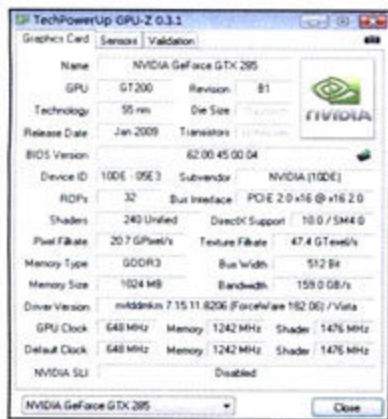 TechPowerUp GPU-Z 0.3.1
Graphics Card Sensors Validation
Name NVIDIA GeForce GTX 285
GPU GT200 Revision B1
Technology 55 nm Die Size
NVIDIA
Release Date Jan 2009 Transistors
BIOS Version 62.00.45.00.04
Device ID 10DE - 05E3 Subvendor NVIDIA (10DE)
ROPs 32 Bus Interface PCI-E 2.0 x16 @ x16 2.0
Shaders 240 Unified DirectX Support 10.0 / SM4.0
Pixel Fillrate 20.7 GPixel/s Texture Fillrate 47.4 GTexel/s
Memory Type GDDR3 Bus Width 512 Bit
Memory Size 1024 MB Bandwidth 159.0 GB/s
Driver Version nvlddmkm 7.15.11.8206 (ForceWare 182.06) / Vista
GPU Clock 648 MHz Memory 1242 MHz Shader 1476 MHz
Default Clock 648 MHz Memory 1242 MHz Shader 1476 MHz
NVIDIA SLI Disabled
NVIDIA GeForce GTX 285 Close